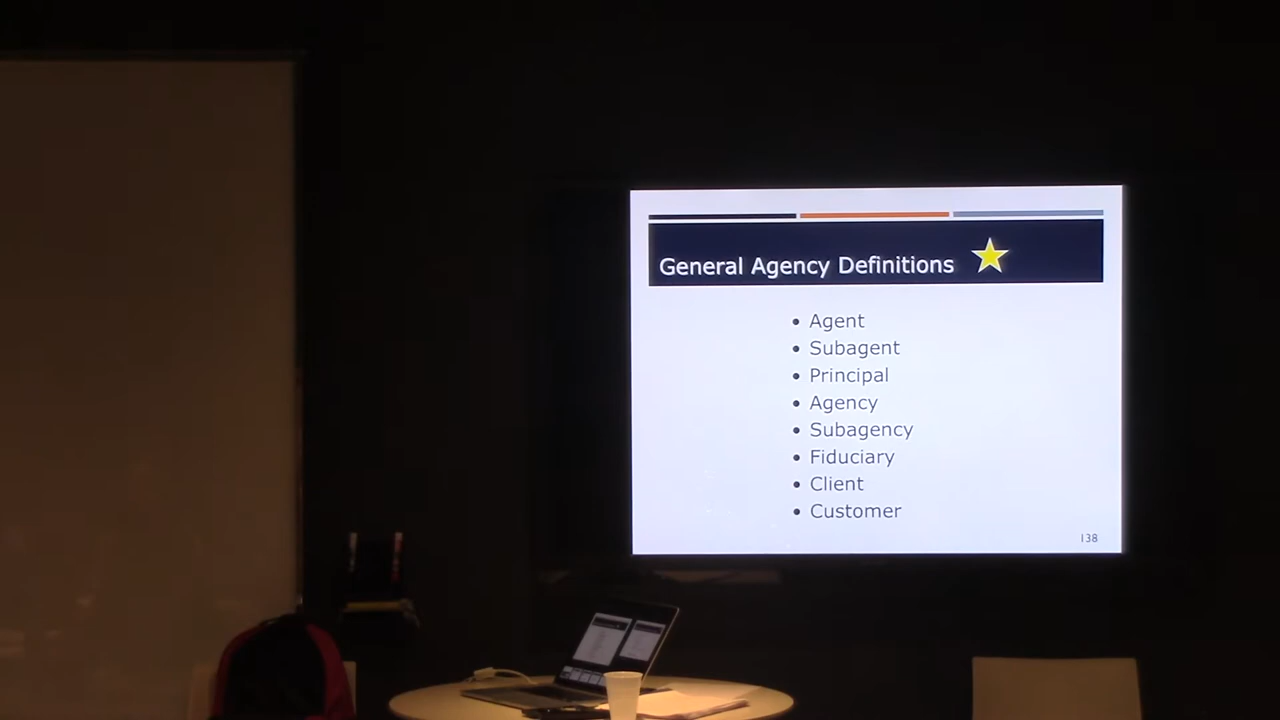 General Agency Definitions
• Agent
• Subagent
• Principal
• Agency
• Subagency
• Fiduciary
• Client
• Customer
138